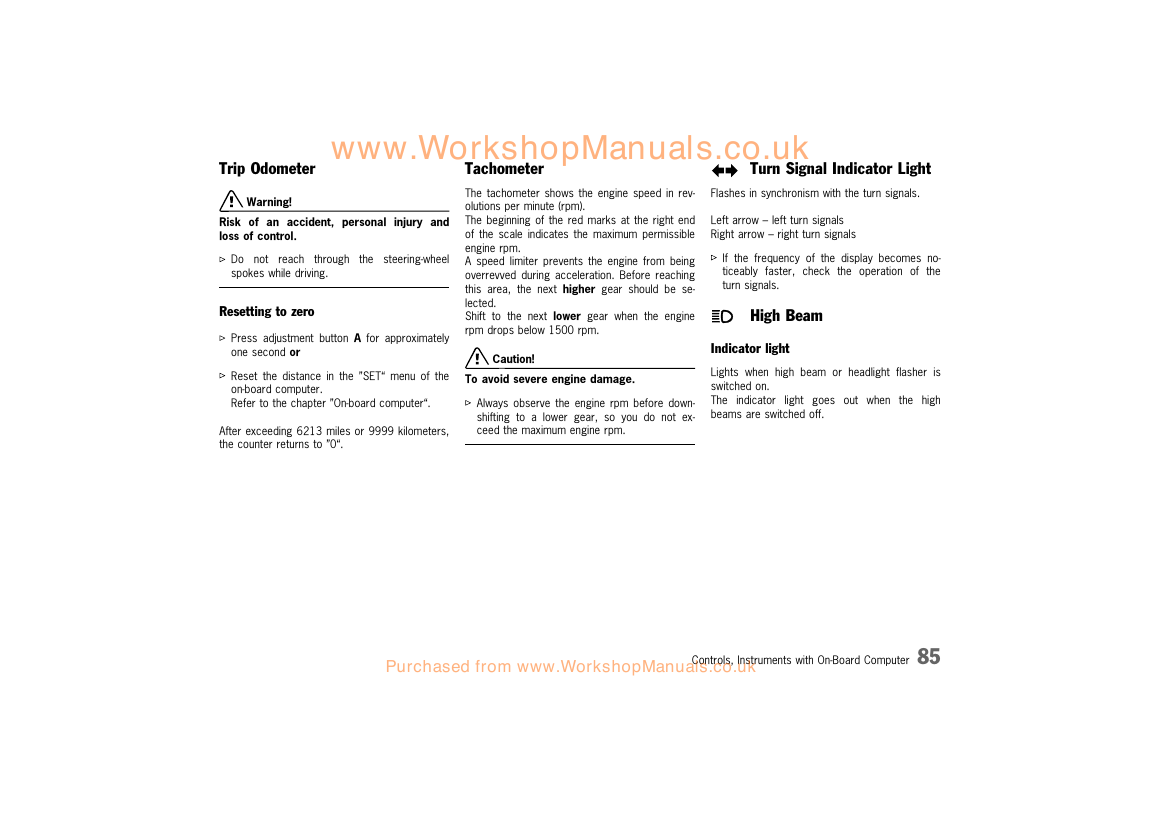 www.WorkshopManuals.co.uk
Trip Odometer
Warning!
Risk of an accident, personal injury and
loss of control.
⊳ Do not reach through the steering-wheel
spokes while driving.
Resetting to zero
⊳ Press adjustment button A for approximately
one second or
⊳ Reset the distance in the ”SET“ menu of the
on-board computer.
Refer to the chapter ”On-board computer“.
After exceeding 6213 miles or 9999 kilometers,
the counter returns to ”0“.
Tachometer
The tachometer shows the engine speed in rev-
olutions per minute (rpm).
The beginning of the red marks at the right end
of the scale indicates the maximum permissible
engine rpm.
A speed limiter prevents the engine from being
overrevved during acceleration. Before reaching
this area, the next higher gear should be se-
lected.
Shift to the next lower gear when the engine
rpm drops below 1500 rpm.
Caution!
To avoid severe engine damage.
⊳ Always observe the engine rpm before down-
shifting to a lower gear, so you do not ex-
ceed the maximum engine rpm.
Turn Signal Indicator Light
Flashes in synchronism with the turn signals.
Left arrow – left turn signals
Right arrow – right turn signals
⊳ If the frequency of the display becomes no-
ticeably faster, check the operation of the
turn signals.
High Beam
Indicator light
Lights when high beam or headlight flasher is
switched on.
The indicator light goes out when the high
beams are switched off.
Controls, Instruments with On-Board Computer 85
Purchased from www.WorkshopManuals.co.uk